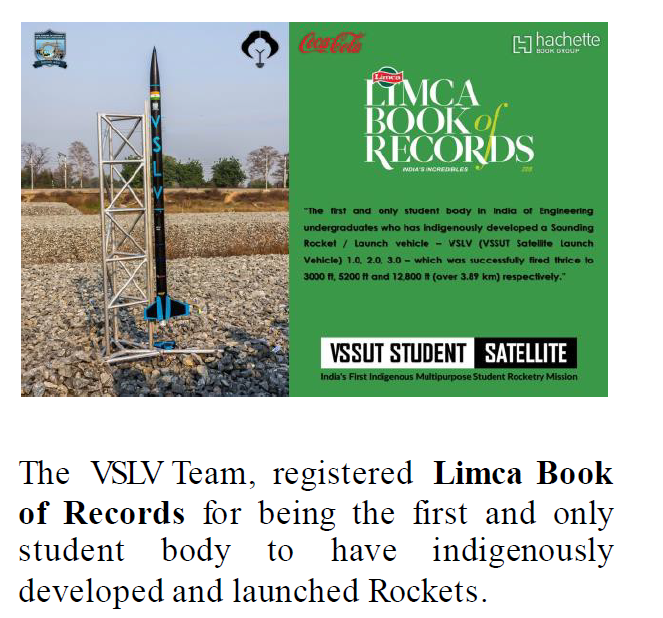 Coca-Cola
hachette
BOOK GROUP
Limca
LIMCA
BOOK of
RECORDS
INDIA'S INCREDIBLES
VSLV
"The first and only student body in India of Engineering
undergraduates who has indigenously developed a Sounding
Rocket / Launch vehicle – VSLV (VSSUT Satellite Launch
Vehicle) 1.0, 2.0, 3.0 – which was successfully fired thrice to
3000 ft, 5200 ft and 12,800 ft (over 3.89 km) respectively."
VSSUT STUDENT SATELLITE
India's First Indigenous Multipurpose Student Rocketry Mission
The VSLV Team, registered Limca Book
of Records for being the first and only
student body to have indigenously
developed and launched Rockets.